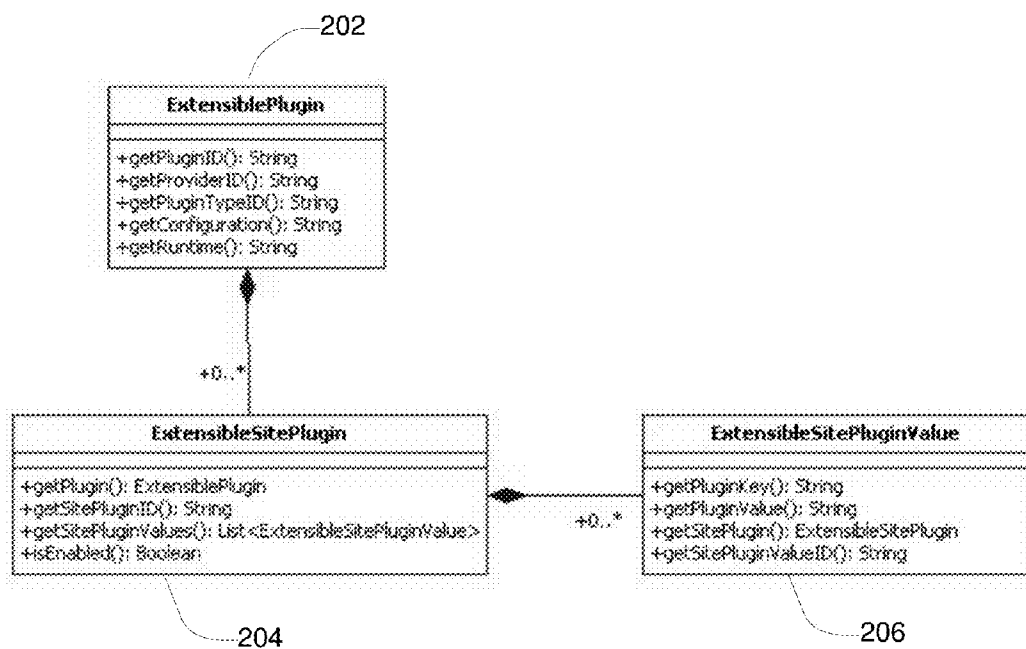 202
ExtensiblePlugin
+getPluginID(): String
+getProviderID(): String
+getPluginTypeID(): String
+getConfiguration(): String
+getRuntime(): String
+0..*
ExtensibleSitePlugin
+getPlugin(): ExtensiblePlugin
+getSitePluginID(): String
+getSitePluginValues(): List<ExtensibleSitePluginValue>
+isEnabled(): Boolean
+0..*
ExtensibleSitePluginValue
+getPluginKey(): String
+getPluginValue(): String
+getSitePlugin(): ExtensibleSitePlugin
+getSitePluginValueID(): String
204
206